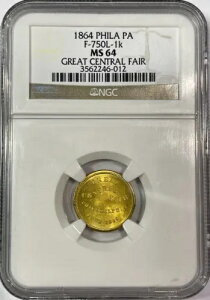 1864 PHILA PA
F-750L-1k
MS 64
GREAT CENTRAL FAIR
3562246-012
NGC